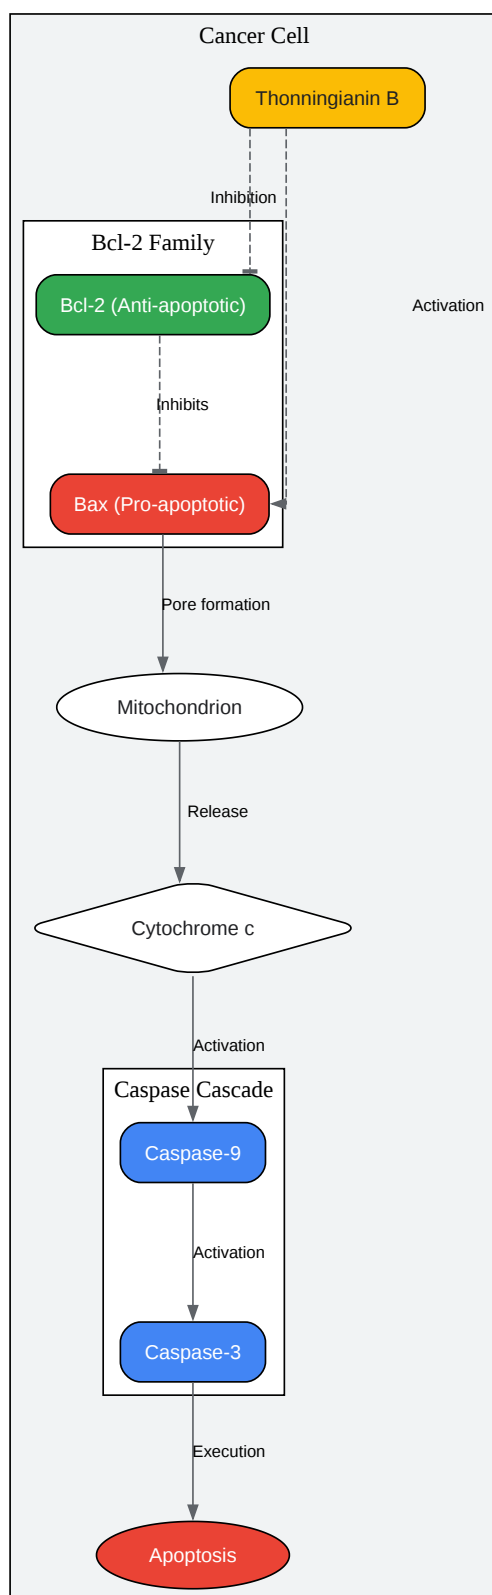 Cancer Cell
Thonningianin B
Inhibition
Bcl-2 Family
Bcl-2 (Anti-apoptotic)
Activation
Inhibits
Bax (Pro-apoptotic)
Pore formation
Mitochondrion
Release
Cytochrome c
Activation
Caspase Cascade
Caspase-9
Activation
Caspase-3
Execution
Apoptosis